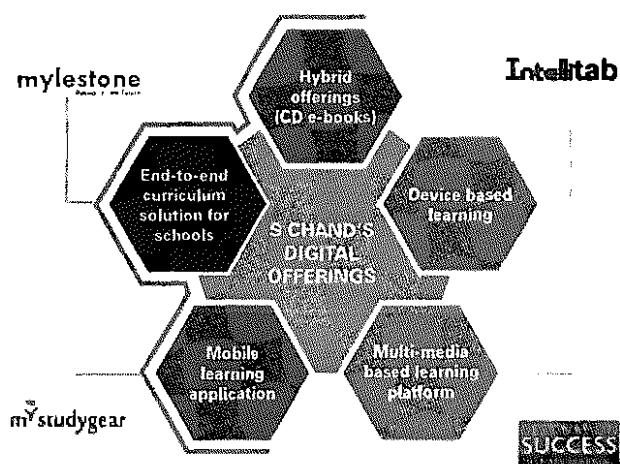 mylestone
Hybrid
offerings
(CD e-books)
Intellitab
End-to-end
curriculum
solution for
schools
Device based
learning
S CHAND'S
DIGITAL
OFFERINGS
Mobile
learning
application
Multi-media
based learning
platform
mystudygear
SUCCESS